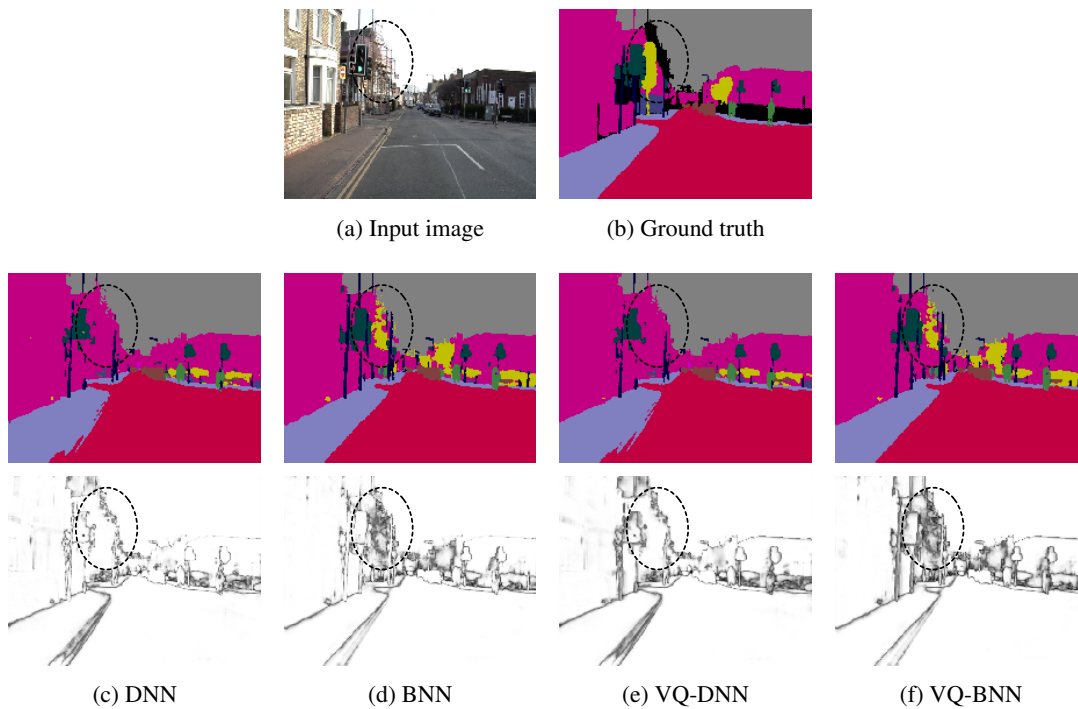 (a) Input image
(b) Ground truth
(c) DNN
(d) BNN
(e) VQ-DNN
(f) VQ-BNN